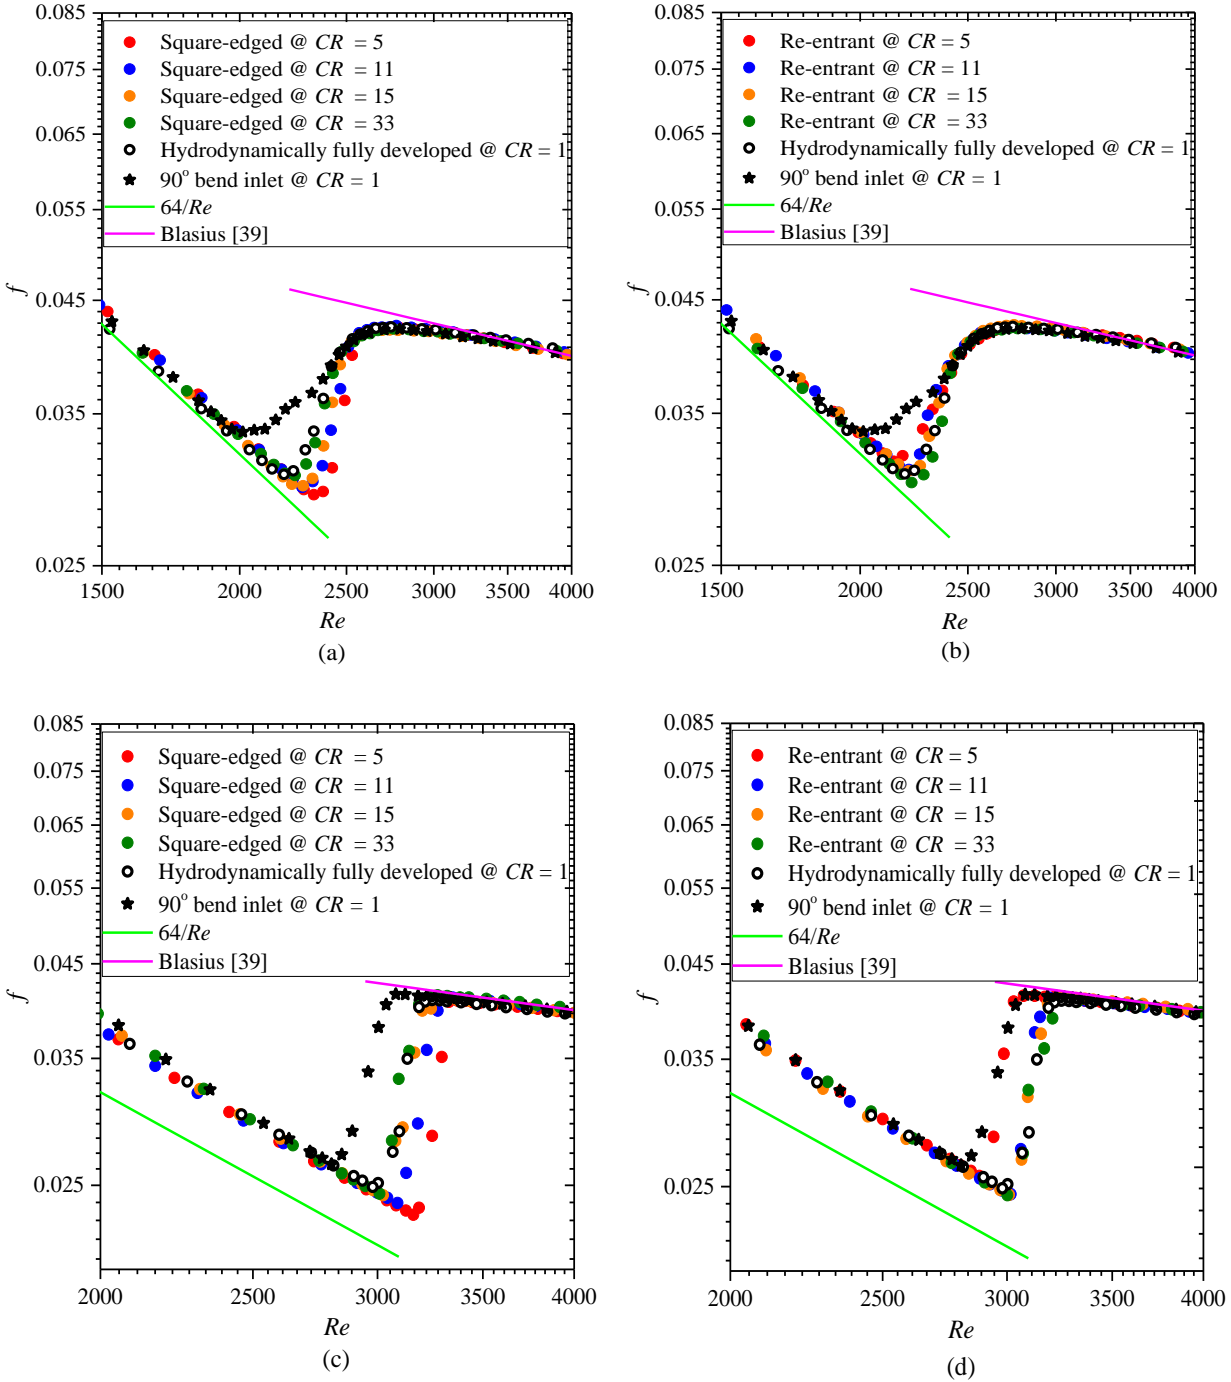 0.085
0.075
0.065
0.055
0.045
0.035
0.025
f
Square-edged @ CR = 5
Square-edged @ CR = 11
Square-edged @ CR = 15
Square-edged @ CR = 33
Hydrodynamically fully developed @ CR = 1
90° bend inlet @ CR = 1
64/Re
Blasius [39]
1500 2000 2500 3000 3500 4000
Re
(a)
0.085
0.075
0.065
0.055
0.045
0.035
0.025
f
Re-entrant @ CR = 5
Re-entrant @ CR = 11
Re-entrant @ CR = 15
Re-entrant @ CR = 33
Hydrodynamically fully developed @ CR = 1
90° bend inlet @ CR = 1
64/Re
Blasius [39]
1500 2000 2500 3000 3500 4000
Re
(b)
0.085
0.075
0.065
0.055
0.045
0.035
0.025
f
Square-edged @ CR = 5
Square-edged @ CR = 11
Square-edged @ CR = 15
Square-edged @ CR = 33
Hydrodynamically fully developed @ CR = 1
90° bend inlet @ CR = 1
64/Re
Blasius [39]
2000 2500 3000 3500 4000
Re
(c)
0.085
0.075
0.065
0.055
0.045
0.035
0.025
f
Re-entrant @ CR = 5
Re-entrant @ CR = 11
Re-entrant @ CR = 15
Re-entrant @ CR = 33
Hydrodynamically fully developed @ CR = 1
90° bend inlet @ CR = 1
64/Re
Blasius [39]
2000 2500 3000 3500 4000
Re
(d)